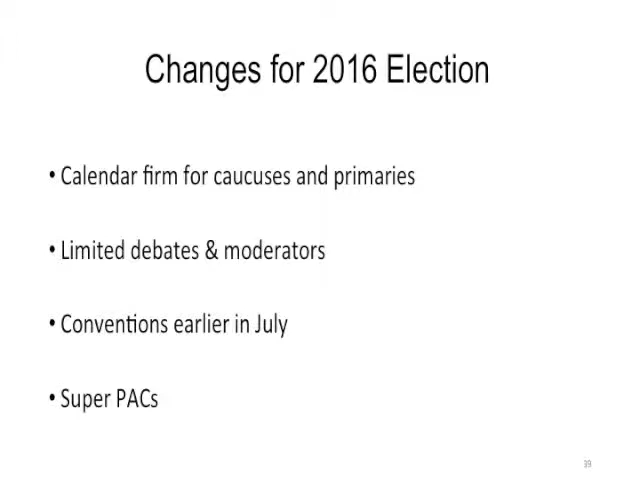 Changes for 2016 Election
• Calendar firm for caucuses and primaries
• Limited debates & moderators
• Conventions earlier in July
• Super PACs
39